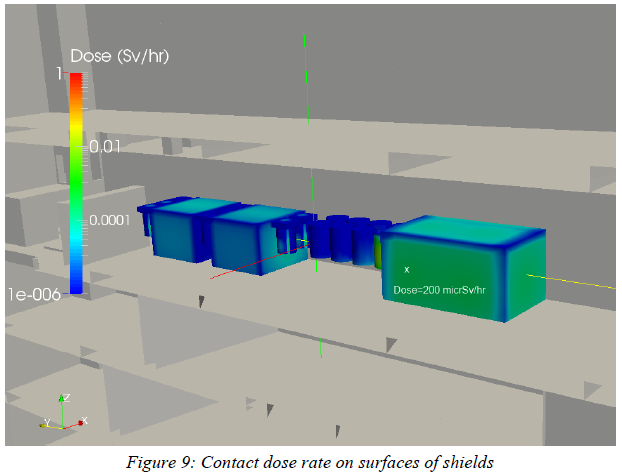 Dose (Sv/hr)
1
0.01
0.0001
1e-006
x
Dose=200 micrSv/hr
Z
Y
X
Figure 9: Contact dose rate on surfaces of shields